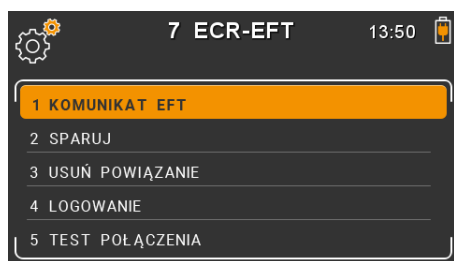 7 ECR-EFT 13:50
1 KOMUNIKAT EFT
2 SPARUJ
3 USUŃ POWIĄZANIE
4 LOGOWANIE
5 TEST POŁĄCZENIA